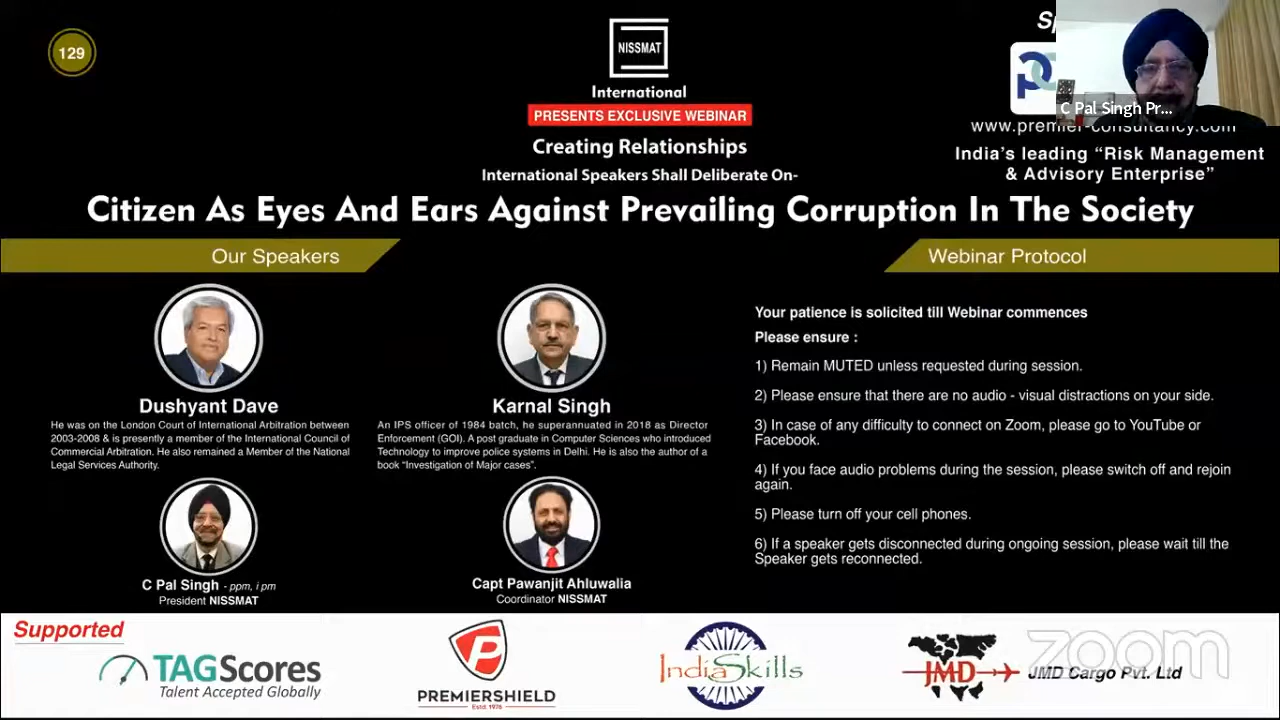 129
NISSMAT
International
PRESENTS EXCLUSIVE WEBINAR
Creating Relationships
International Speakers Shall Deliberate On-
Sp
C Pal Singh Pr...
www.premier-consultancy.com
India's leading “Risk Management
& Advisory Enterprise”
Citizen As Eyes And Ears Against Prevailing Corruption In The Society
Our Speakers
Webinar Protocol
Dushyant Dave
He was on the London Court of International Arbitration between
2003-2008 & is presently a member of the International Council of
Commercial Arbitration. He also remained a Member of the National
Legal Services Authority.
Karnal Singh
An IPS officer of 1984 batch, he superannuated in 2018 as Director
Enforcement (GOI). A post graduate in Computer Sciences who introduced
Technology to improve police systems in Delhi. He is also the author of a
book “Investigation of Major cases”.
C Pal Singh - ppm, i pm
President NISSMAT
Capt Pawanjit Ahluwalia
Coordinator NISSMAT
Your patience is solicited till Webinar commences
Please ensure :
1) Remain MUTED unless requested during session.
2) Please ensure that there are no audio - visual distractions on your side.
3) In case of any difficulty to connect on Zoom, please go to YouTube or
Facebook.
4) If you face audio problems during the session, please switch off and rejoin
again.
5) Please turn off your cell phones.
6) If a speaker gets disconnected during ongoing session, please wait till the
Speaker gets reconnected.
Supported
TAGScores
Talent Accepted Globally
P
PREMIERSHIELD
Estd. 1976
IndiaSkills
JMD
JMD Cargo Pvt. Ltd
zoom